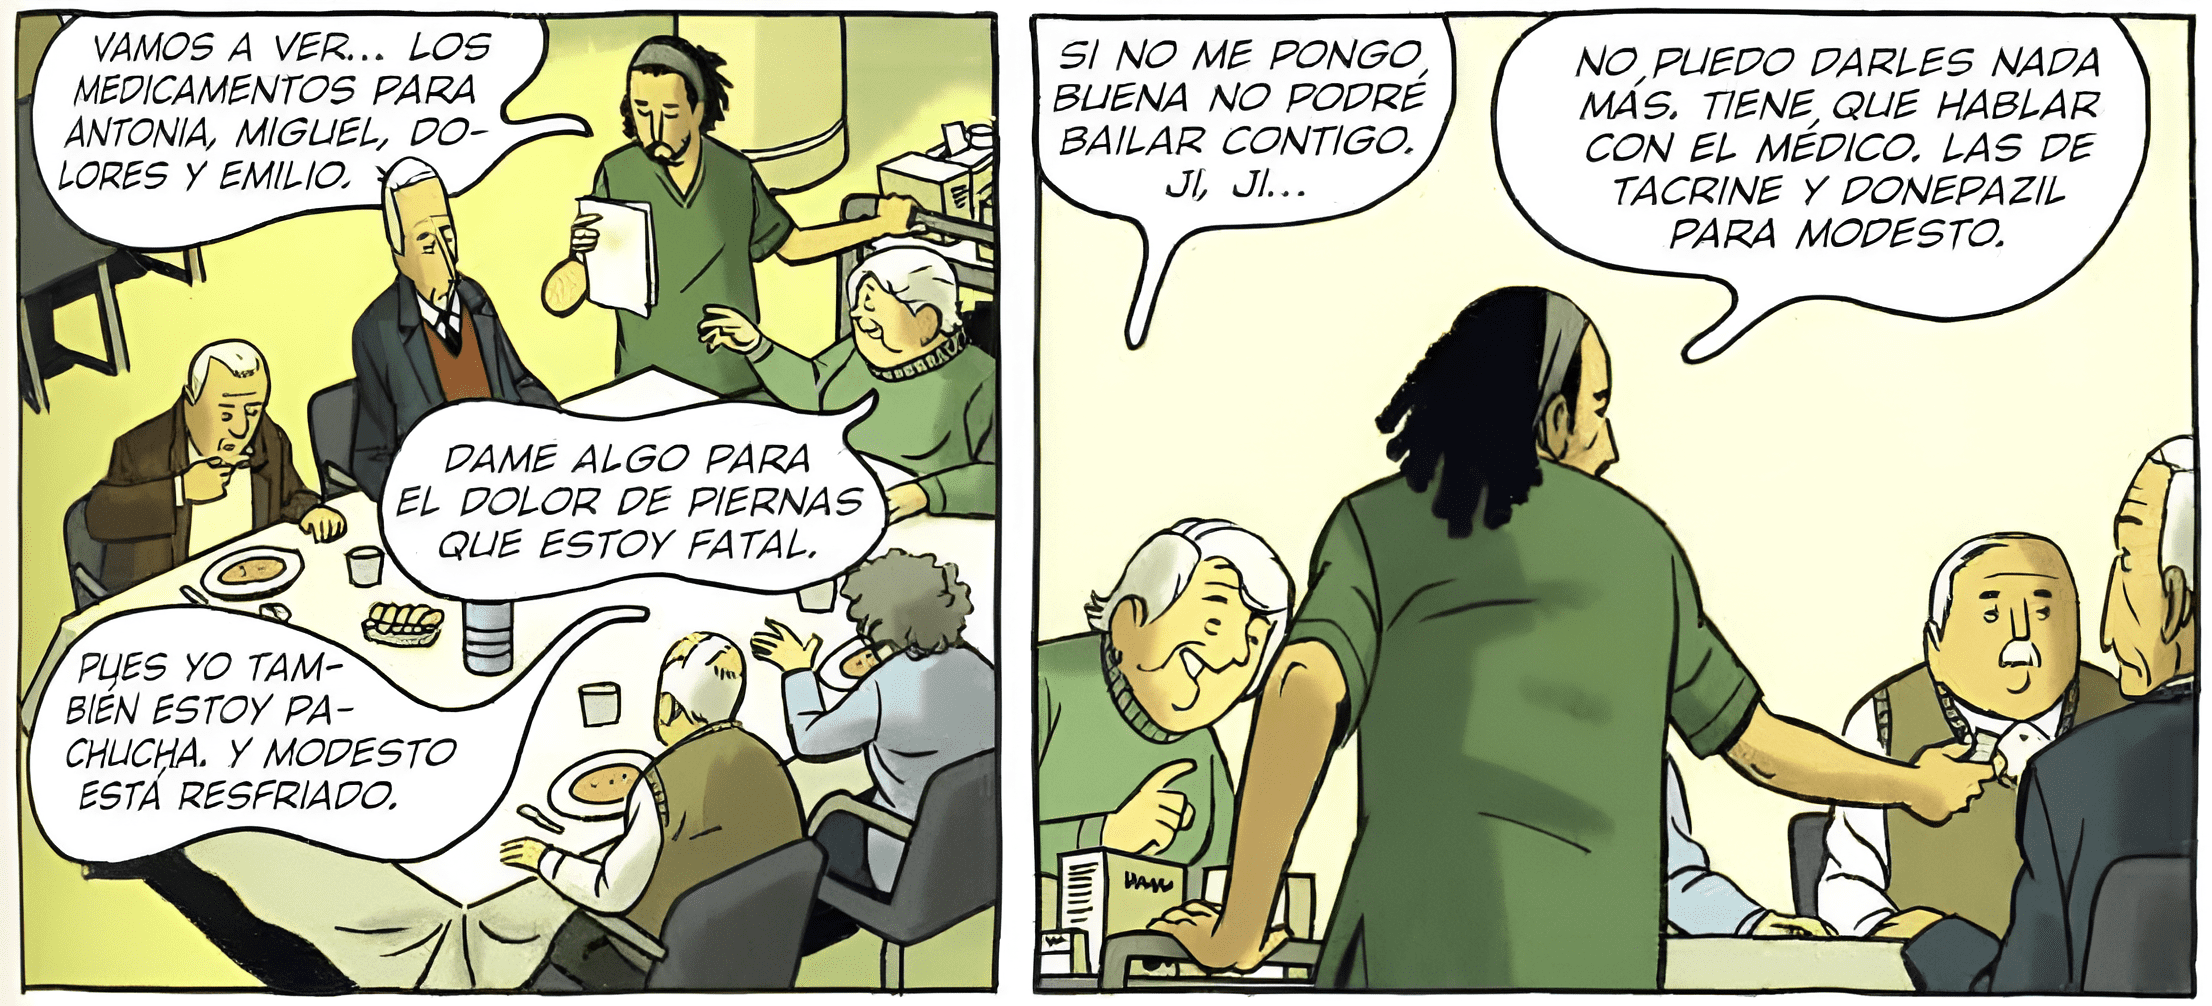 VAMOS A VER... LOS
MEDICAMENTOS PARA
ANTONIA, MIGUEL, DO-
LORES Y EMILIO.
DAME ALGO PARA
EL DOLOR DE PIERNAS
QUE ESTOY FATAL.
PUES YO TAM-
BIÉN ESTOY PA-
CHUCHA. Y MODESTO
ESTÁ RESFRIADO.
SI NO ME PONGO
BUENA NO PODRÉ
BAILAR CONTIGO.
JI, JI...
NO PUEDO DARLES NADA
MÁS. TIENE QUE HABLAR
CON EL MÉDICO. LAS DE
TACRINE Y DONEPAZIL
PARA MODESTO.